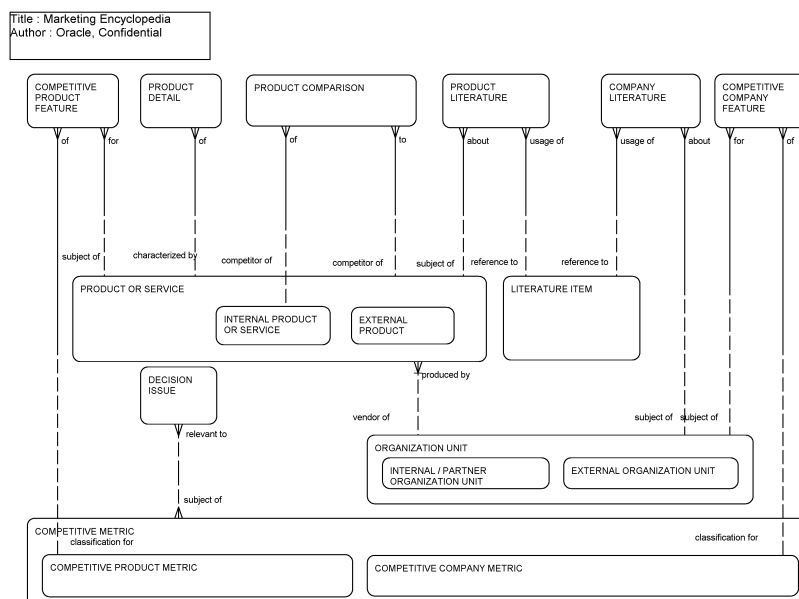 Title : Marketing Encyclopedia
Author : Oracle, Confidential
COMPETITIVE
PRODUCT
FEATURE
PRODUCT
DETAIL
PRODUCT COMPARISON
PRODUCT
LITERATURE
COMPANY
LITERATURE
COMPETITIVE
COMPANY
FEATURE
of
for
of
of
to
about
usage of
usage of
about
for
of
subject of
characterized by
competitor of
competitor of
subject of
reference to
reference to
PRODUCT OR SERVICE
LITERATURE ITEM
INTERNAL PRODUCT
OR SERVICE
EXTERNAL
PRODUCT
DECISION
ISSUE
produced by
vendor of
subject of
subject of
relevant to
ORGANIZATION UNIT
INTERNAL / PARTNER
ORGANIZATION UNIT
EXTERNAL ORGANIZATION UNIT
subject of
COMPETITIVE METRIC
classification for
classification for
COMPETITIVE PRODUCT METRIC
COMPETITIVE COMPANY METRIC